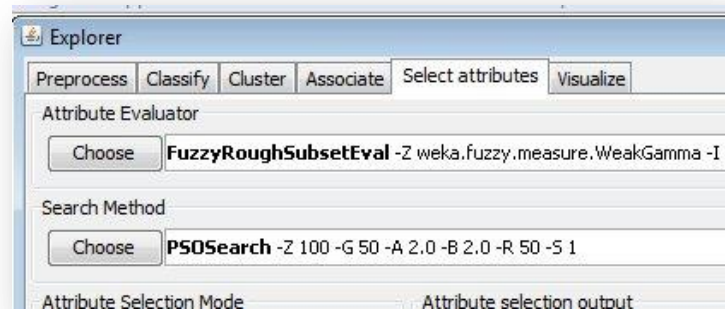 Explorer
Preprocess Classify Cluster Associate Select attributes Visualize
Attribute Evaluator
Choose FuzzyRoughSubsetEval -Z weka.fuzzy.measure.WeakGamma -I
Search Method
Choose PSOSearch -Z 100 -G 50 -A 2.0 -B 2.0 -R 50 -S 1
Attribute Selection Mode Attribute selection output